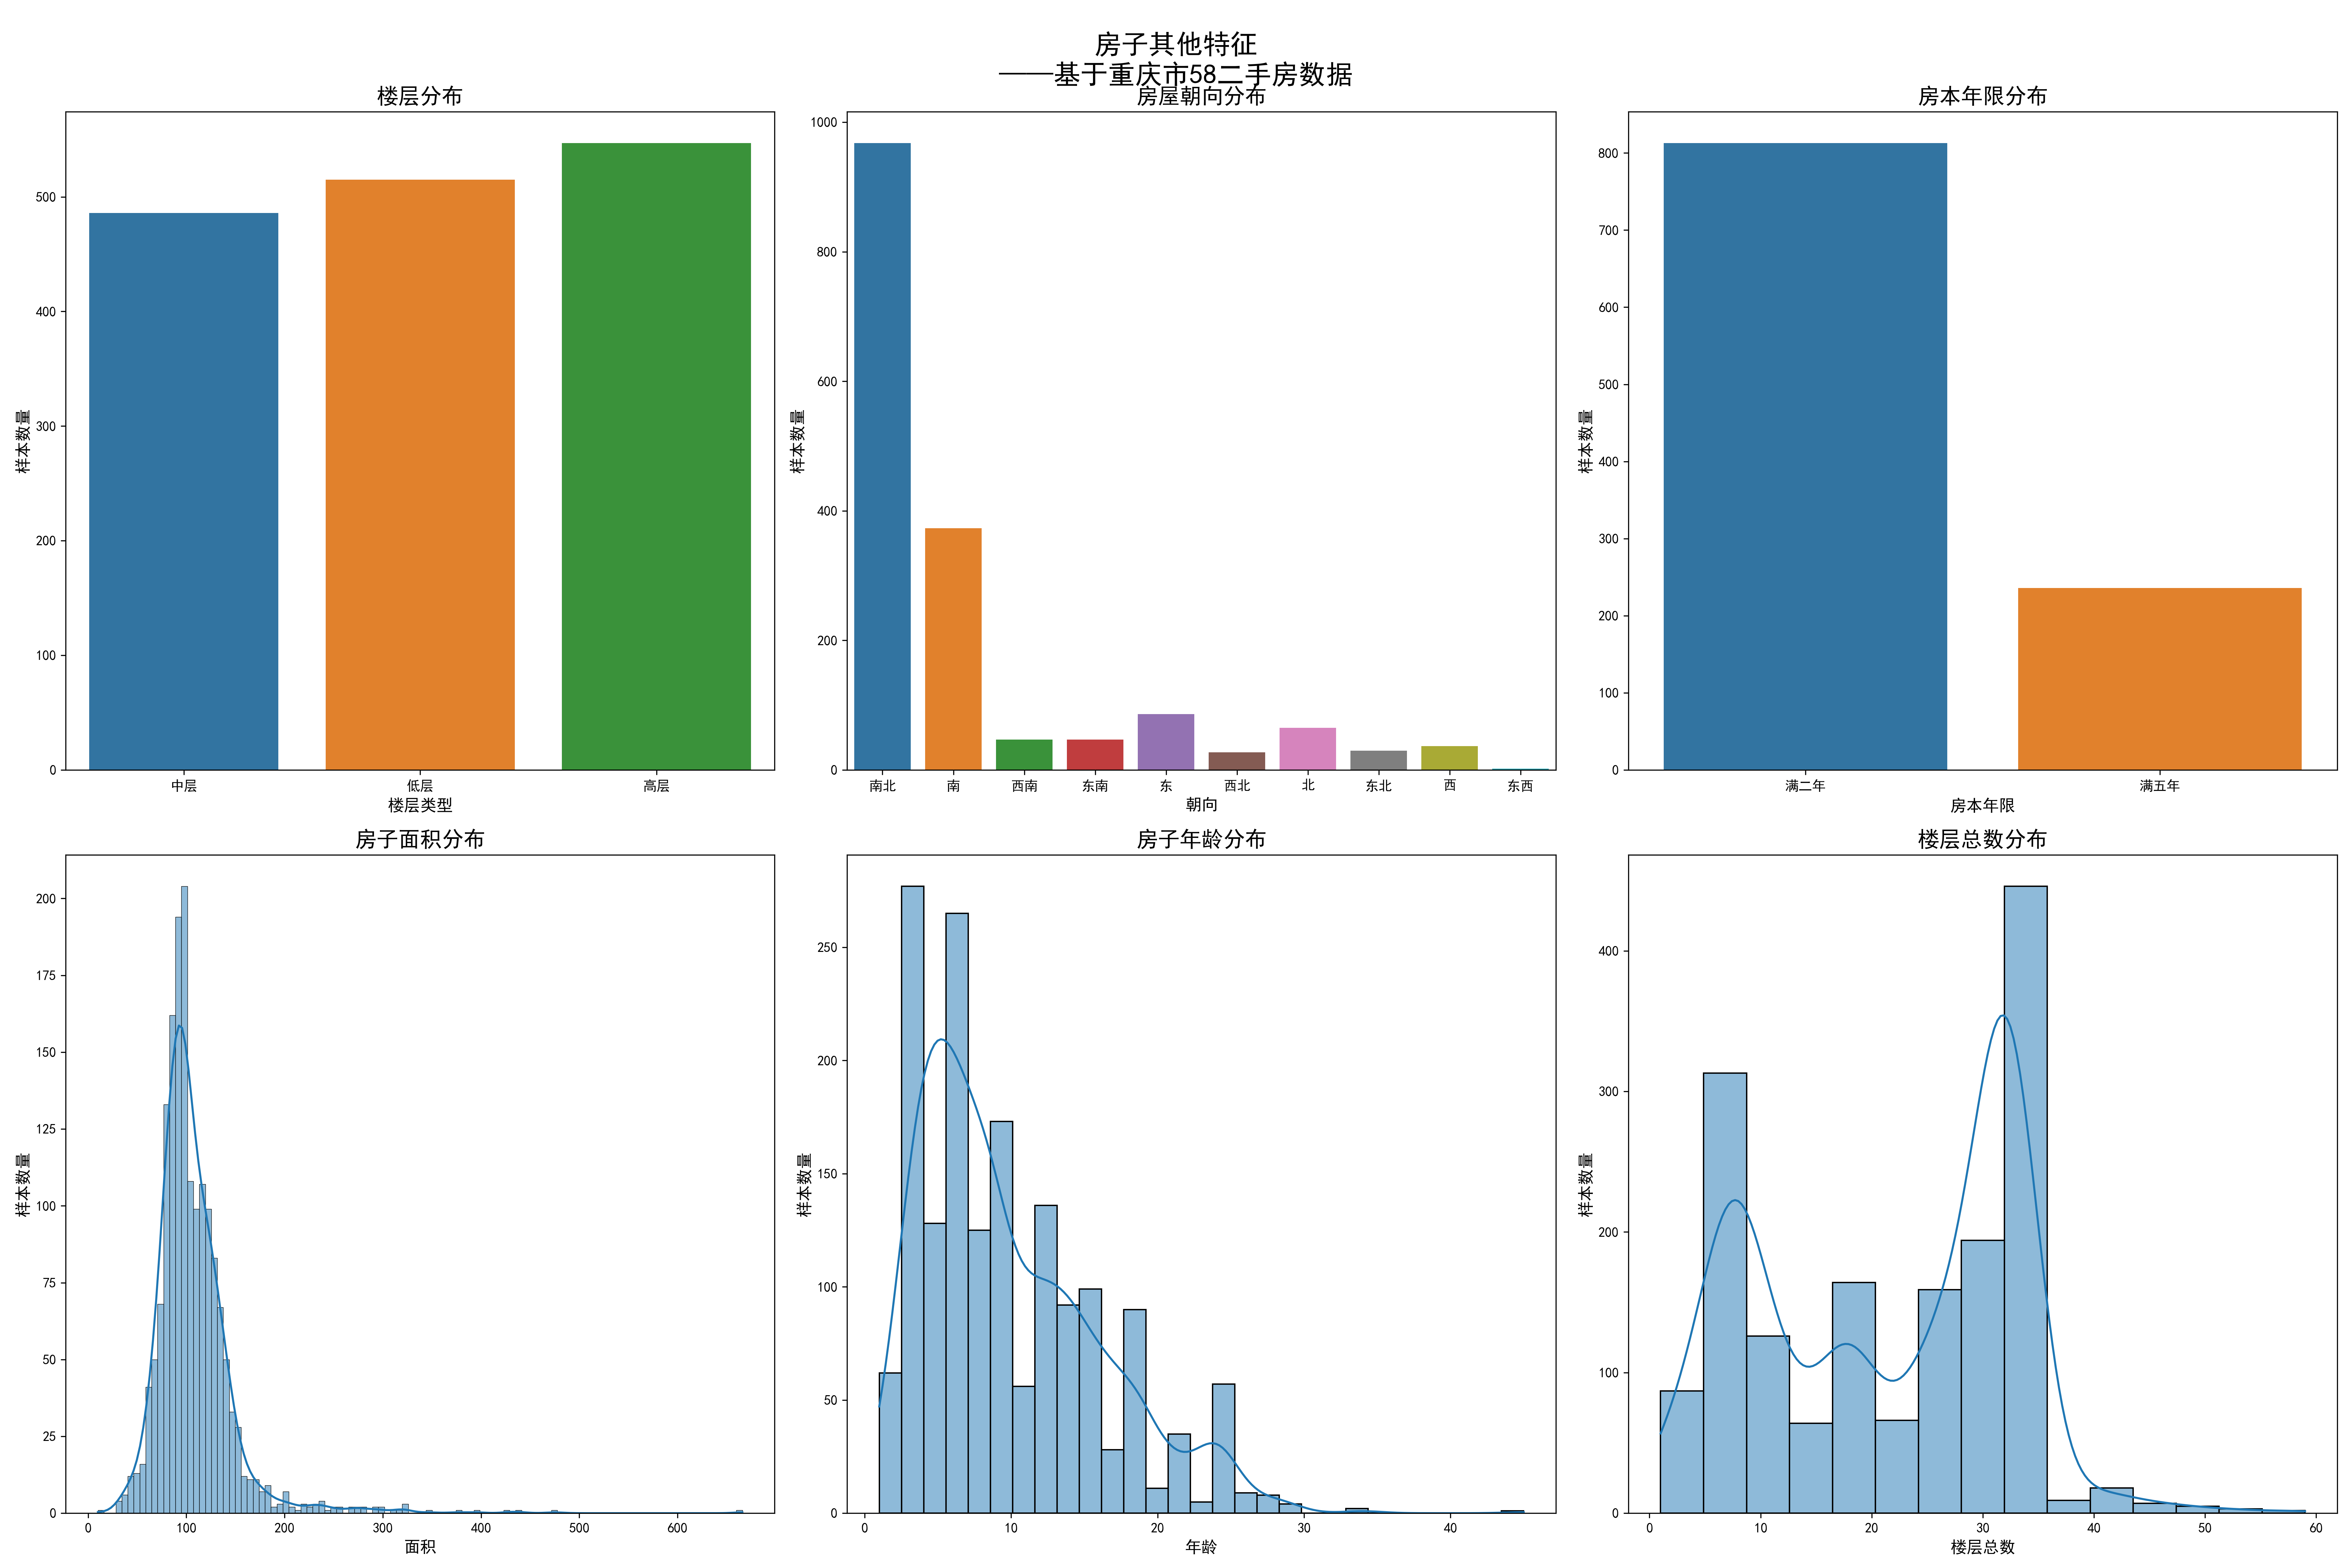 房子其他特征
——基于重庆市58二手房数据
楼层分布
样本数量
0
100
200
300
400
500
中层 低层 高层
楼层类型
房屋朝向分布
样本数量
0
200
400
600
800
1000
南北 南 西南 东南 东 西北 北 东北 西 东西
朝向
房本年限分布
样本数量
0
100
200
300
400
500
600
700
800
满二年 满五年
房本年限
房子面积分布
样本数量
0
25
50
75
100
125
150
175
200
0 100 200 300 400 500 600
面积
房子年龄分布
样本数量
0
50
100
150
200
250
0 10 20 30 40
年龄
楼层总数分布
样本数量
0
100
200
300
400
0 10 20 30 40 50 60
楼层总数